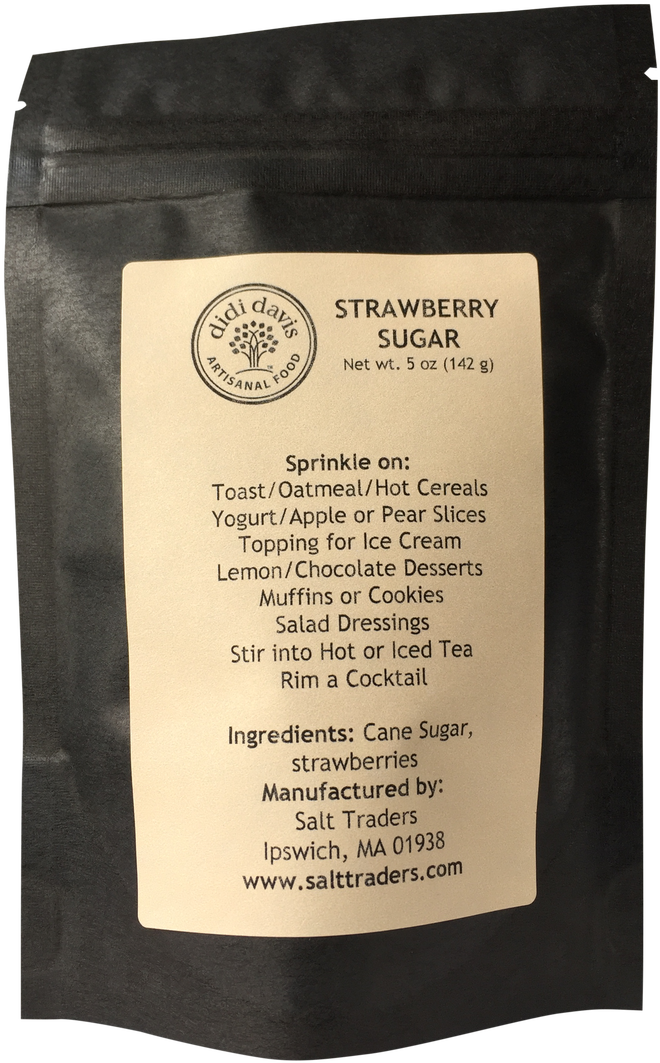 didi davis
ARTISANAL FOOD
™
STRAWBERRY
SUGAR
Net wt. 5 oz (142 g)
Sprinkle on:
Toast/Oatmeal/Hot Cereals
Yogurt/Apple or Pear Slices
Topping for Ice Cream
Lemon/Chocolate Desserts
Muffins or Cookies
Salad Dressings
Stir into Hot or Iced Tea
Rim a Cocktail
Ingredients: Cane Sugar,
strawberries
Manufactured by:
Salt Traders
Ipswich, MA 01938
www.salttraders.com